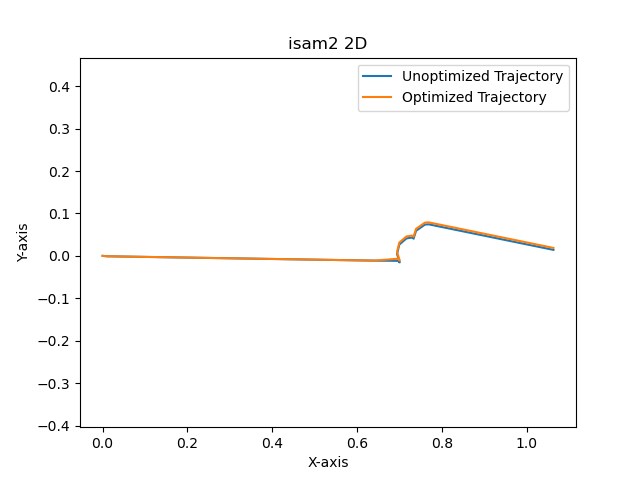 isam2 2D
Unoptimized Trajectory
Optimized Trajectory
Y-axis
0.4
0.3
0.2
0.1
0.0
−0.1
−0.2
−0.3
−0.4
0.0 0.2 0.4 0.6 0.8 1.0
X-axis